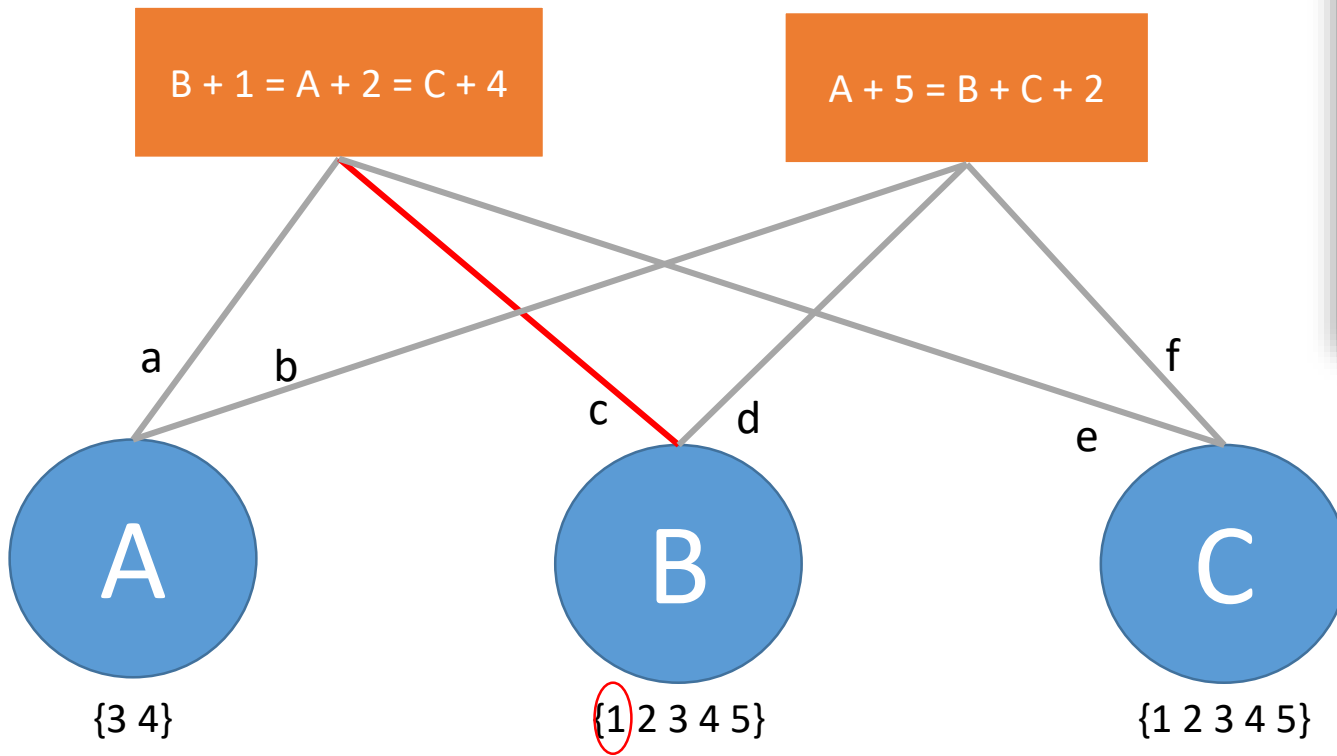 B + 1 = A + 2 = C + 4
A + 5 = B + C + 2
a
b
c
d
e
f
A
B
C
{3 4}
{1 2 3 4 5}
{1 2 3 4 5}